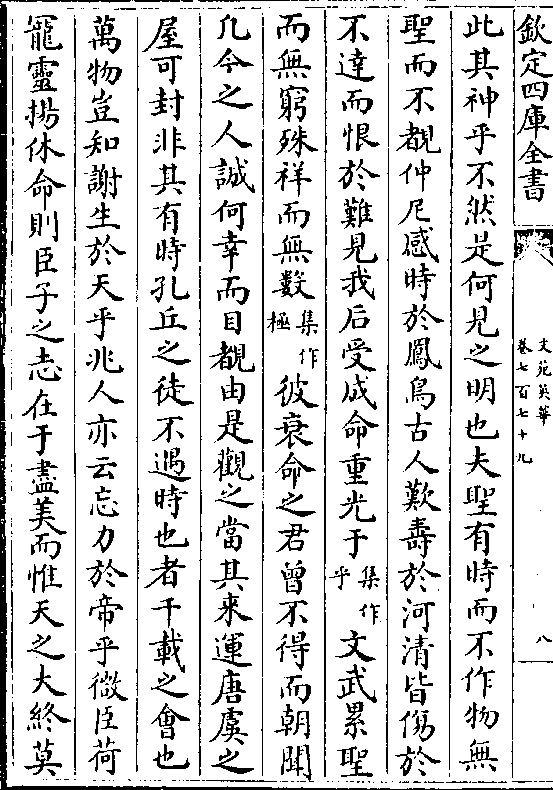 欽定四庫全書
文苑英華
卷七百七十九
八
此其神乎不然是何見之明也夫聖有時而不作物無
聖而不覩仲尼感時於鳳鳥古人歎壽於河清皆傷於
不達而恨於難見我后受成命重光于集作乎文武累聖
而無窮殊祥而無數集作極彼衰命之君曾不得而朝聞
凡今之人誠何幸而目覩由是觀之當其來運唐虞之
屋可封非其有時孔丘之徒不遇時也者千載之會也
萬物豈知謝生於天乎兆人亦云忘力於帝乎微臣荷
寵靈揚休命則臣子之志在于盡美而惟天之大終莫